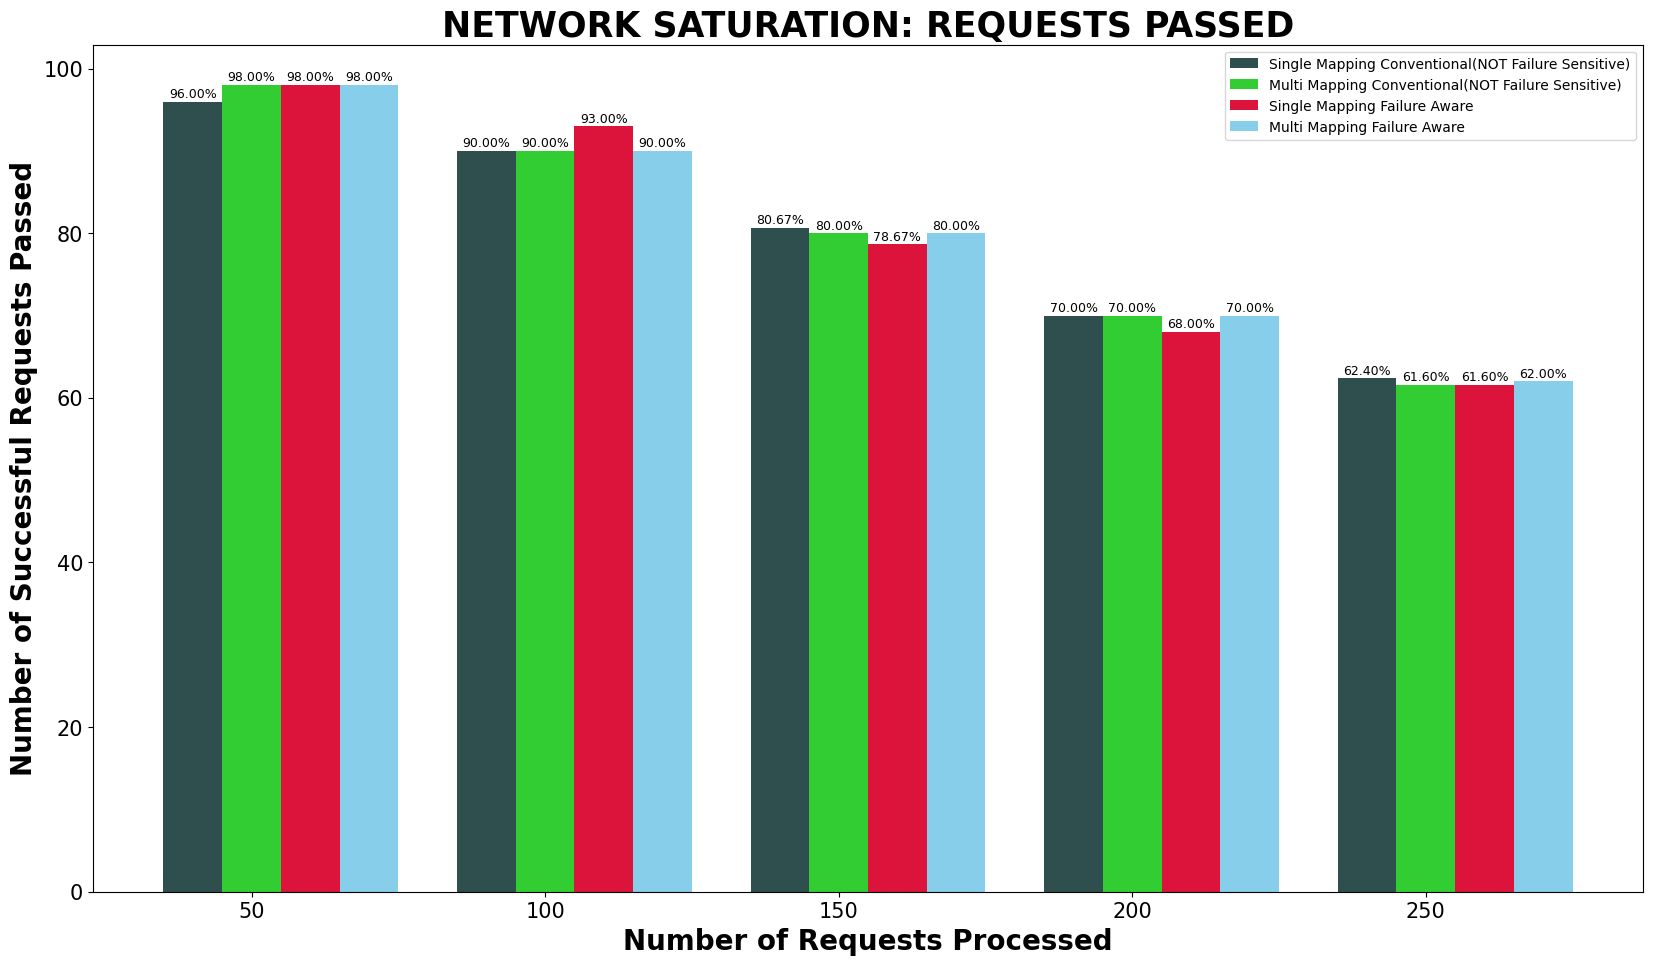 NETWORK SATURATION: REQUESTS PASSED
Single Mapping Conventional(NOT Failure Sensitive)
Multi Mapping Conventional(NOT Failure Sensitive)
Single Mapping Failure Aware
Multi Mapping Failure Aware
Number of Successful Requests Passed
100
80
60
40
20
0
96.00% 98.00% 98.00% 98.00%
90.00% 90.00% 93.00% 90.00%
80.67% 80.00% 78.67% 80.00%
70.00% 70.00% 68.00% 70.00%
62.40% 61.60% 61.60% 62.00%
50 100 150 200 250
Number of Requests Processed